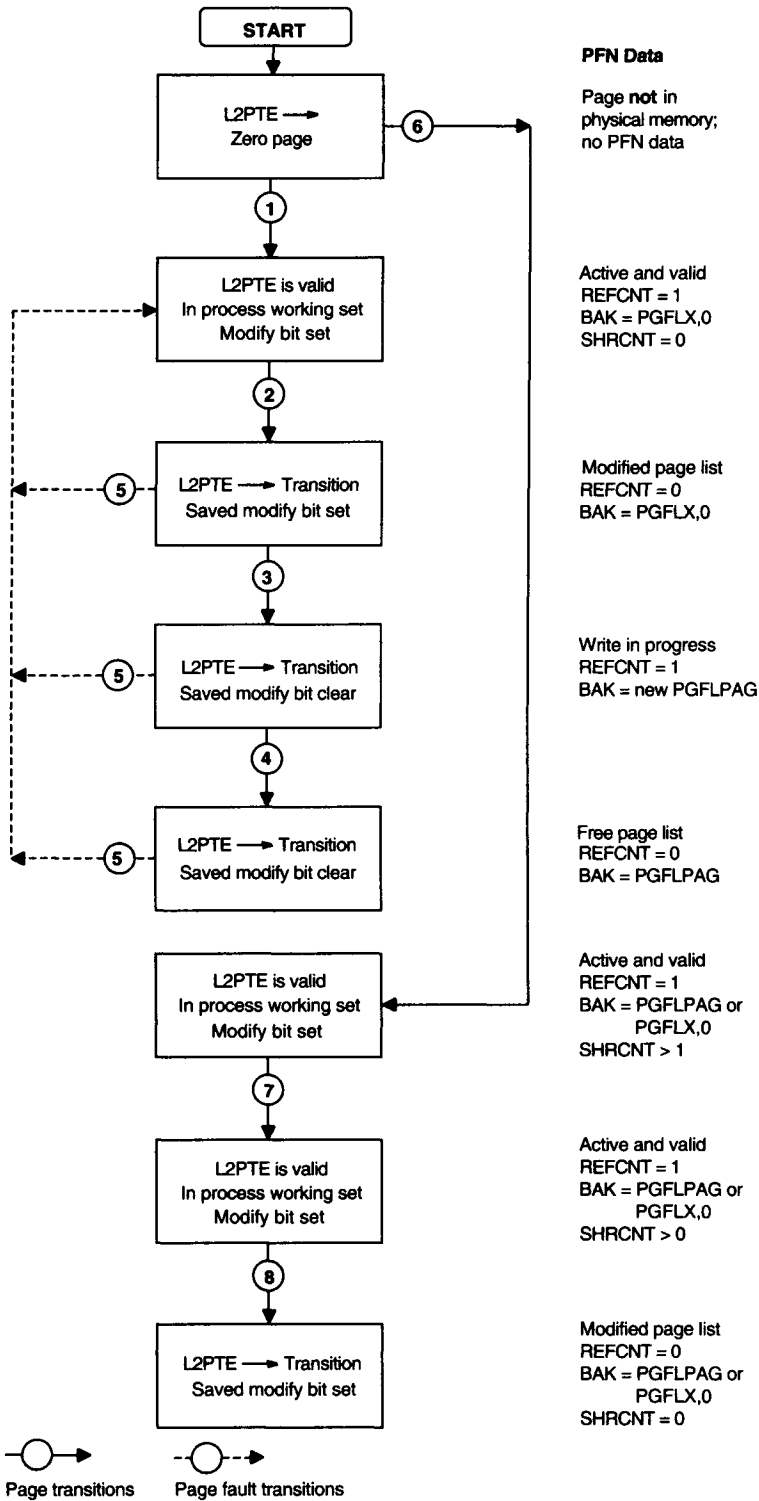 START
PFN Data
L2PTE → Zero page
6
Page not in
physical memory;
no PFN data
1
L2PTE is valid
In process working set
Modify bit set
Active and valid
REFCNT = 1
BAK = PGFLX,0
SHRCNT = 0
2
5
L2PTE → Transition
Saved modify bit set
Modified page list
REFCNT = 0
BAK = PGFLX,0
3
5
L2PTE → Transition
Saved modify bit clear
Write in progress
REFCNT = 1
BAK = new PGFLPAG
4
5
L2PTE → Transition
Saved modify bit clear
Free page list
REFCNT = 0
BAK = PGFLPAG
L2PTE is valid
In process working set
Modify bit set
Active and valid
REFCNT = 1
BAK = PGFLPAG or
PGFLX,0
SHRCNT > 1
7
L2PTE is valid
In process working set
Modify bit set
Active and valid
REFCNT = 1
BAK = PGFLPAG or
PGFLX,0
SHRCNT > 0
8
L2PTE → Transition
Saved modify bit set
Modified page list
REFCNT = 0
BAK = PGFLPAG or
PGFLX,0
SHRCNT = 0
Page transitions
Page fault transitions